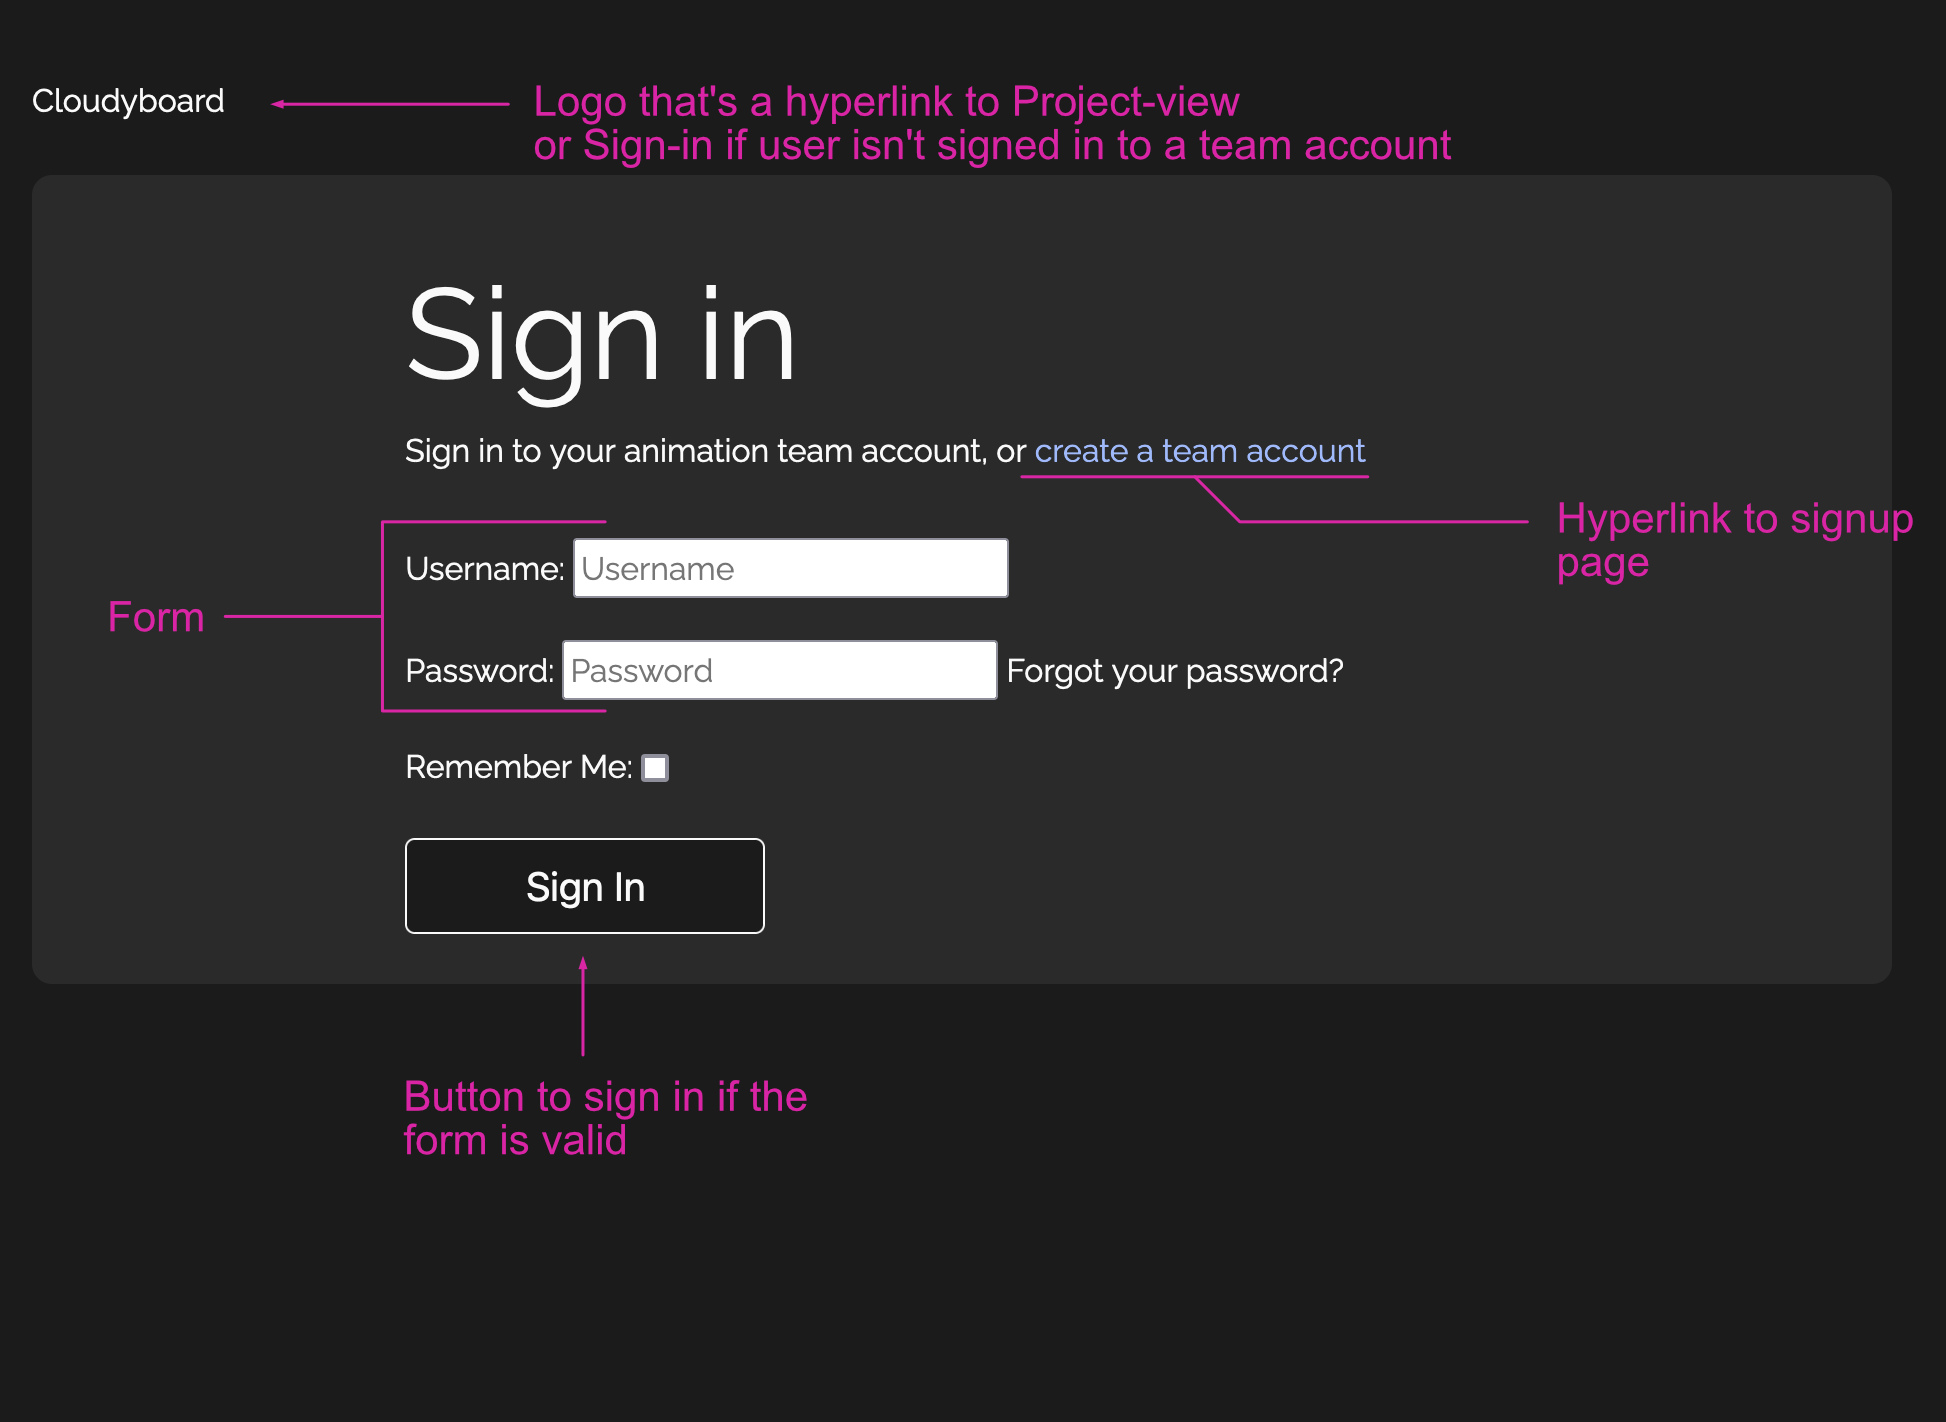 Cloudyboard
Logo that's a hyperlink to Project-view
or Sign-in if user isn't signed in to a team account
Sign in
Sign in to your animation team account, or create a team account
Hyperlink to signup
page
Username: Username
Form
Password: Password Forgot your password?
Remember Me:
Sign In
Button to sign in if the
form is valid